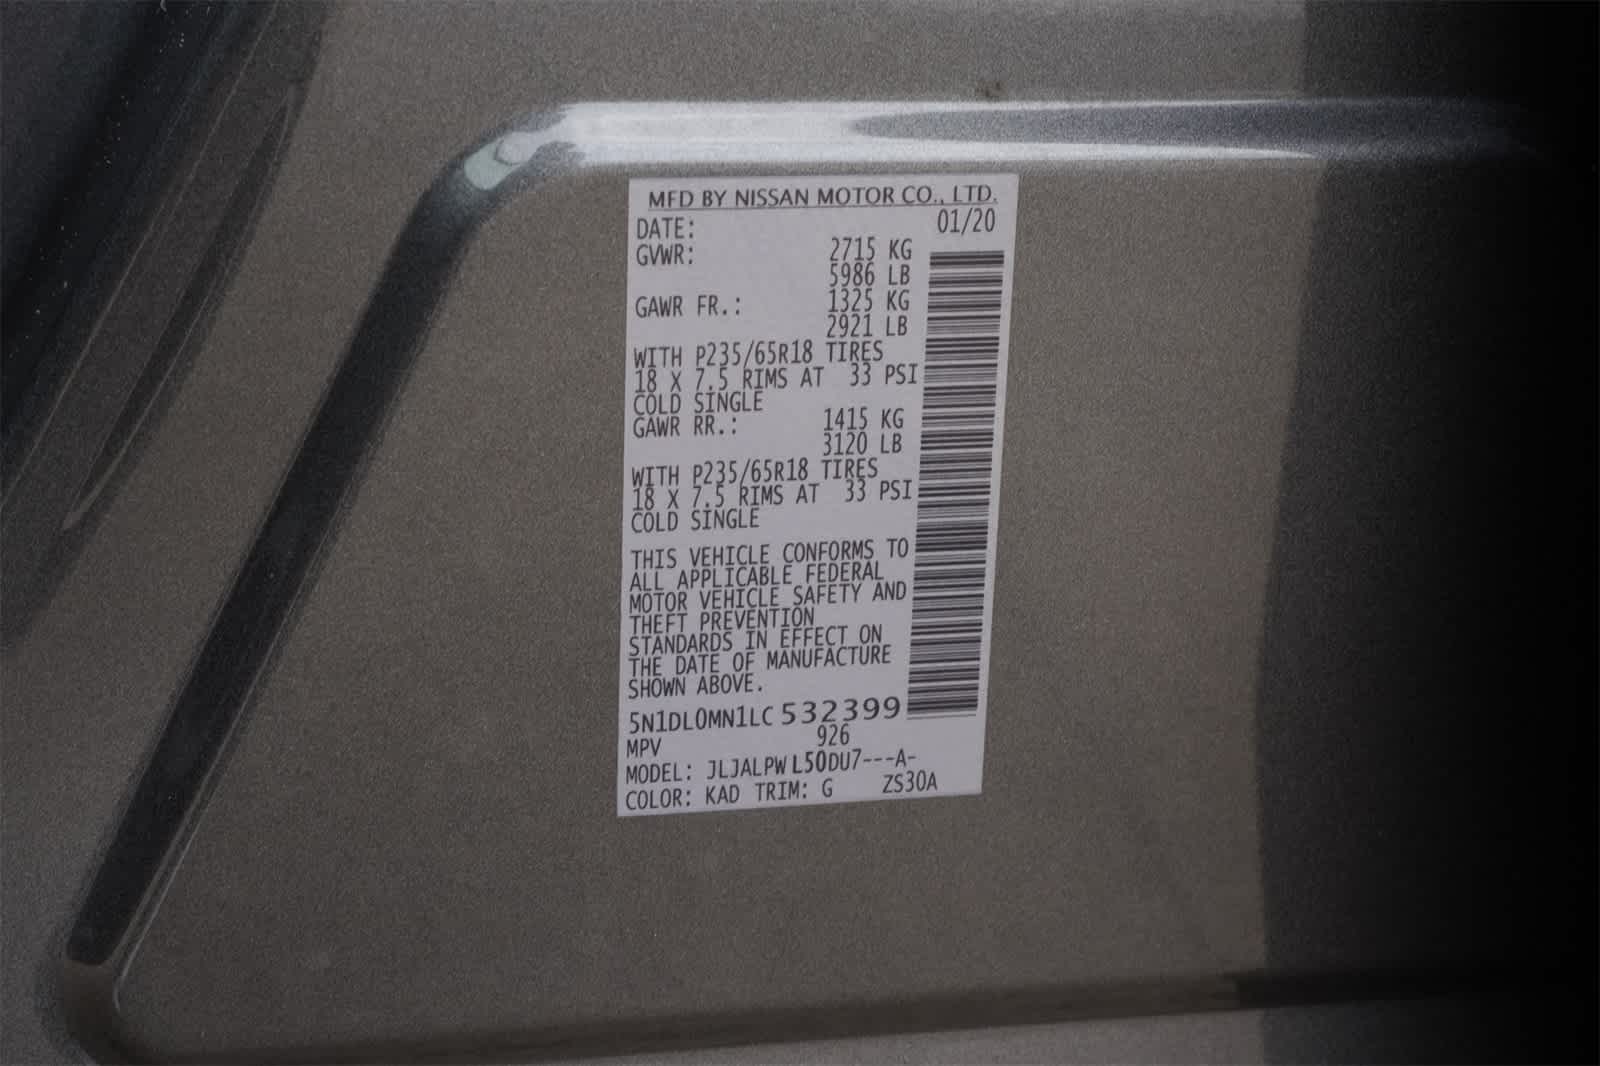 MFD BY NISSAN MOTOR CO., LTD.
DATE: 01/20
GVWR: 2715 KG
5986 LB
GAWR FR.: 1325 KG
2921 LB
WITH P235/65R18 TIRES
18 X 7.5 RIMS AT 33 PSI
COLD SINGLE
GAWR RR.: 1415 KG
3120 LB
WITH P235/65R18 TIRES
18 X 7.5 RIMS AT 33 PSI
COLD SINGLE
THIS VEHICLE CONFORMS TO
ALL APPLICABLE FEDERAL
MOTOR VEHICLE SAFETY AND
THEFT PREVENTION
STANDARDS IN EFFECT ON
THE DATE OF MANUFACTURE
SHOWN ABOVE.
5N1DL0MN1LC532399
MPV 926
MODEL: JLJALPWL50DU7---A-
COLOR: KAD TRIM: G ZS30A